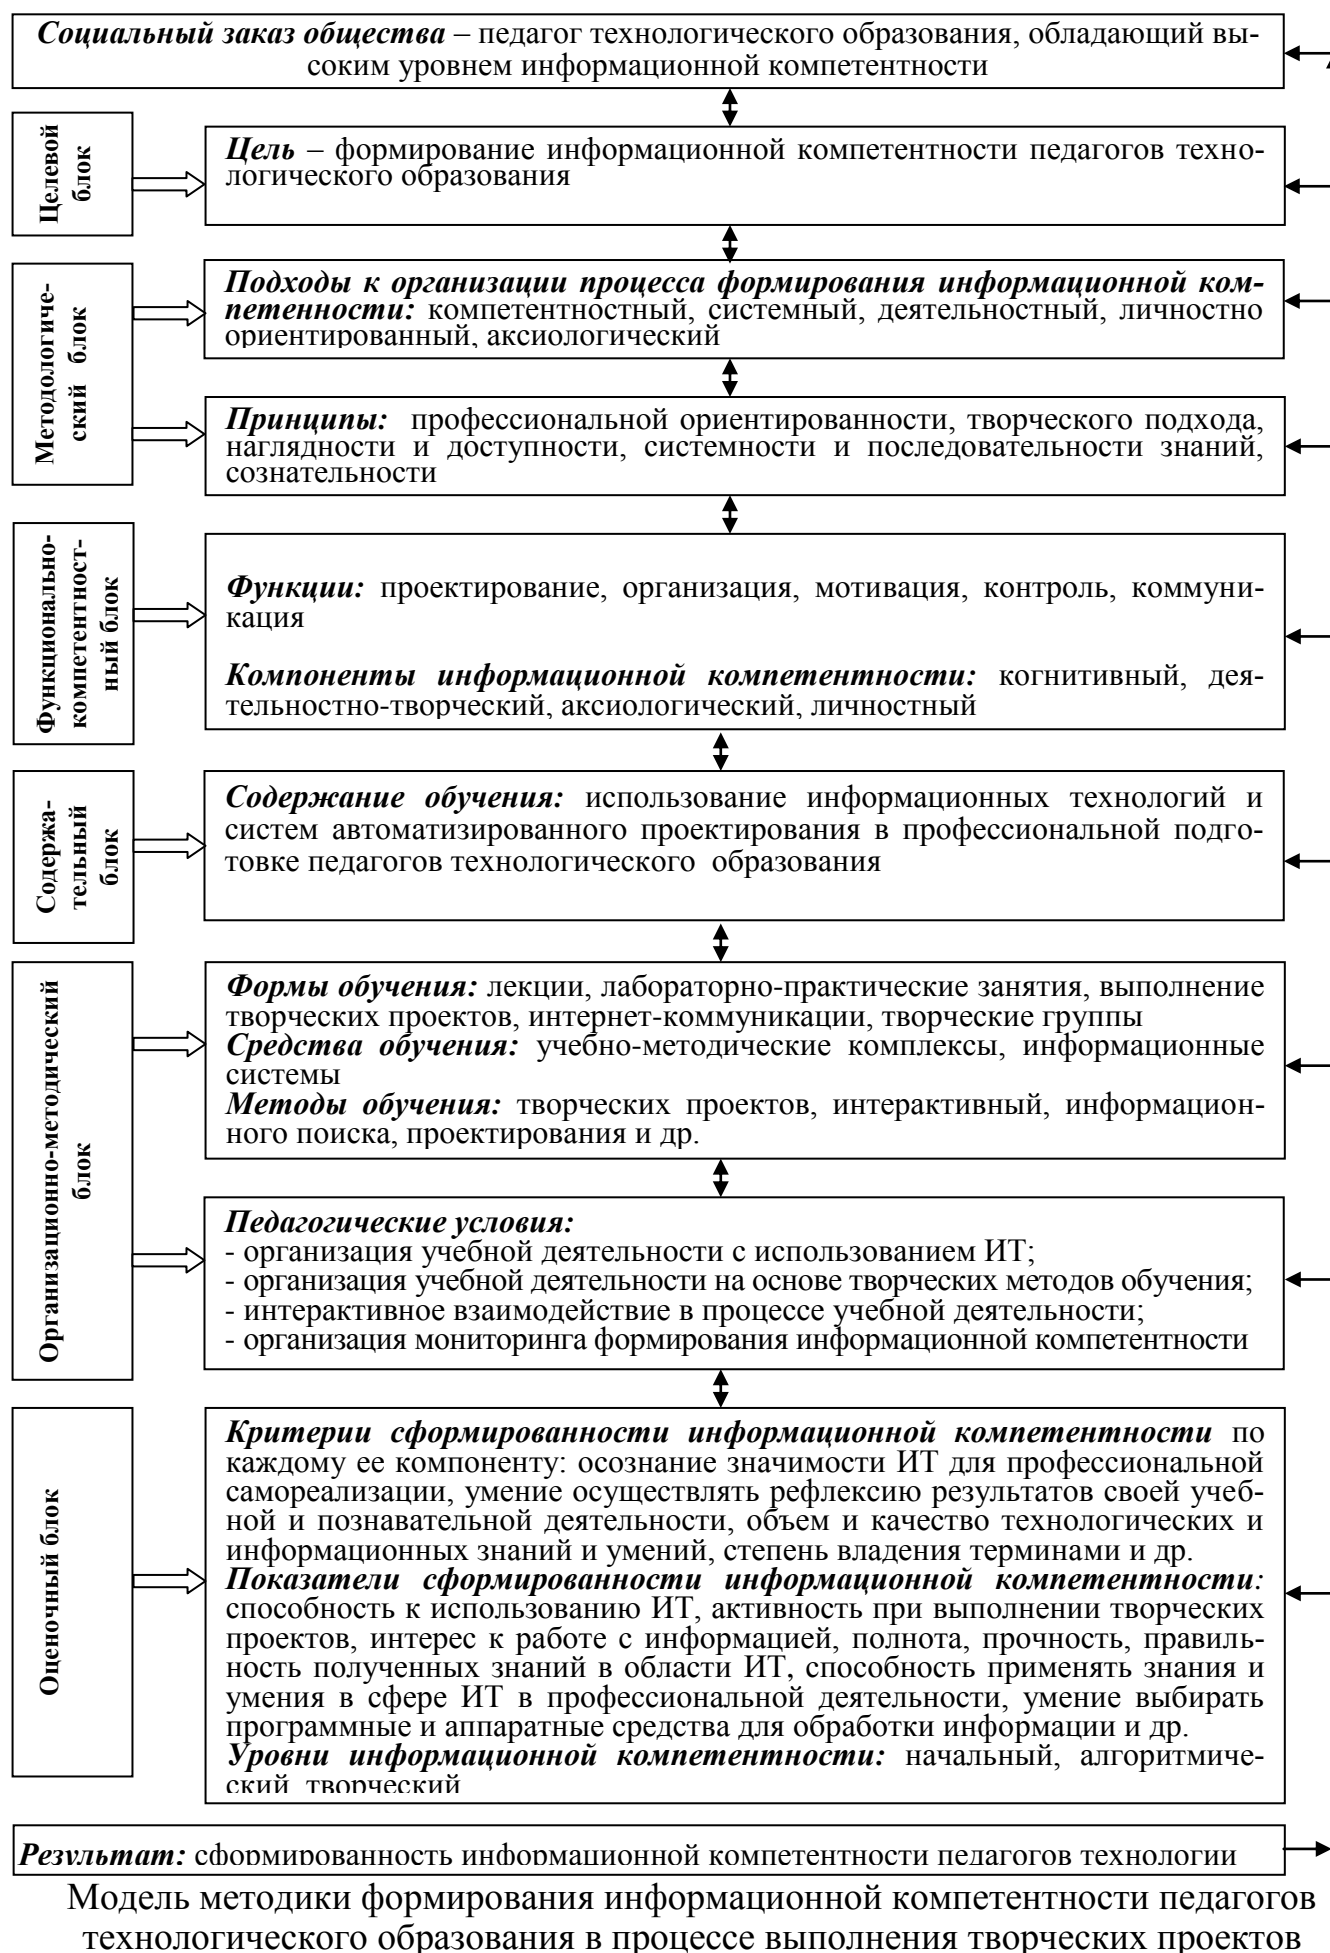 Социальный заказ общества – педагог технологического образования, обладающий вы-
соким уровнем информационной компетентности
Целевой
блок
Цель – формирование информационной компетентности педагогов техно-
логического образования
Методологиче-
ский блок
Подходы к организации процесса формирования информационной ком-
петенности: компетентностный, системный, деятельностный, личностно
ориентированный, аксиологический
Принципы: профессиональной ориентированности, творческого подхода,
наглядности и доступности, системности и последовательности знаний,
сознательности
Функционально-
компетентност-
ный блок
Функции: проектирование, организация, мотивация, контроль, коммуни-
кация
Компоненты информационной компетентности: когнитивный, дея-
тельностно-творческий, аксиологический, личностный
Содержа-
тельный
блок
Содержание обучения: использование информационных технологий и
систем автоматизированного проектирования в профессиональной подго-
товке педагогов технологического образования
Организационно-методический
блок
Формы обучения: лекции, лабораторно-практические занятия, выполнение
творческих проектов, интернет-коммуникации, творческие группы
Средства обучения: учебно-методические комплексы, информационные
системы
Методы обучения: творческих проектов, интерактивный, информацион-
ного поиска, проектирования и др.
Педагогические условия:
- организация учебной деятельности с использованием ИТ;
- организация учебной деятельности на основе творческих методов обучения;
- интерактивное взаимодействие в процессе учебной деятельности;
- организация мониторинга формирования информационной компетентности
Оценочный блок
Критерии сформированности информационной компетентности по
каждому ее компоненту: осознание значимости ИТ для профессиональной
самореализации, умение осуществлять рефлексию результатов своей учеб-
ной и познавательной деятельности, объем и качество технологических и
информационных знаний и умений, степень владения терминами и др.
Показатели сформированности информационной компетентности:
способность к использованию ИТ, активность при выполнении творческих
проектов, интерес к работе с информацией, полнота, прочность, правиль-
ность полученных знаний в области ИТ, способность применять знания и
умения в сфере ИТ в профессиональной деятельности, умение выбирать
программные и аппаратные средства для обработки информации и др.
Уровни информационной компетентности: начальный, алгоритмиче-
ский творческий
Результат: сформированность информационной компетентности педагогов технологии
Модель методики формирования информационной компетентности педагогов
технологического образования в процессе выполнения творческих проектов